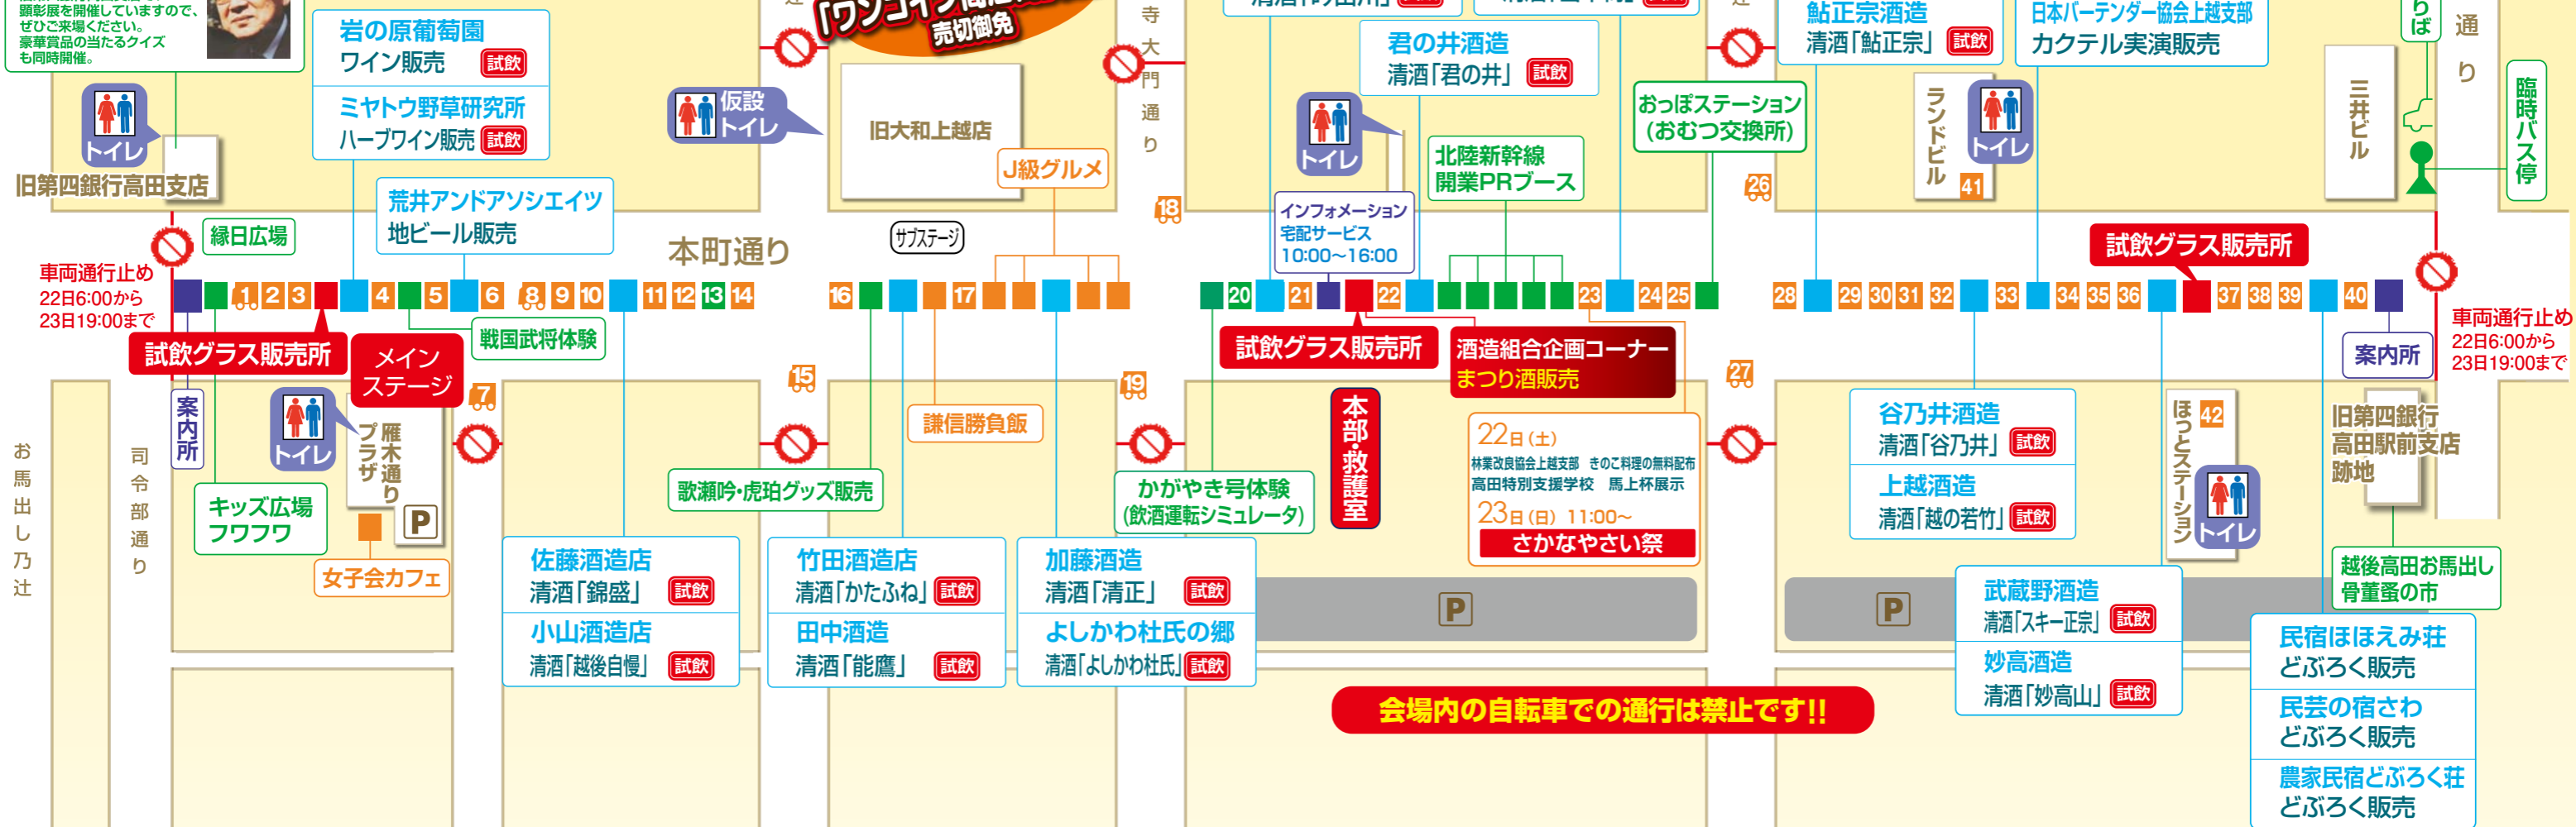 顕彰展を開催していますので、
ぜひご来場ください。
豪華賞品の当たるクイズ
も同時開催。
トイレ
旧第四銀行高田支店
岩の原葡萄園
ワイン販売 試飲
ミヤトウ野草研究所
ハーブワイン販売 試飲
荒井アンドアソシエイツ
地ビール販売
売切御免
仮設
トイレ
旧大和上越店
J級グルメ
サブステージ
本町通り
寺大門通り
18
君の井酒造
清酒「君の井」 試飲
トイレ
インフォメーション
宅配サービス
10:00～16:00
北陸新幹線
開業PRブース
おっぽステーション
(おむつ交換所)
26
鮎正宗酒造
清酒「鮎正宗」 試飲
日本バーテンダー協会上越支部
カクテル実演販売
ランドビル
41
トイレ
三井ビル
りば
通り
臨時バス停
試飲グラス販売所
縁日広場
車両通行止め
22日6:00から
23日19:00まで
1 2 3 4 5 6 8 9 10 11 12 13 14 16 17 20 21 22 23 24 25 28 29 30 31 32 33 34 35 36 37 38 39 40
車両通行止め
22日6:00から
23日19:00まで
試飲グラス販売所
メイン
ステージ
戦国武将体験
7
15
19
27
試飲グラス販売所
酒造組合企画コーナー
まつり酒販売
案内所
案内所
お馬出し乃辻
司令部通り
トイレ
雁木通り
プラザ
P
キッズ広場
フワフワ
女子会カフェ
謙信勝負飯
歌瀬吟・虎珀グッズ販売
かがやき号体験
(飲酒運転シミュレータ)
本部・救護室
22日(土)
林業改良協会上越支部 きのこ料理の無料配布
高田特別支援学校 馬上杯展示
23日(日) 11:00～
さかなやさい祭
谷乃井酒造
清酒「谷乃井」 試飲
上越酒造
清酒「越の若竹」 試飲
ほっとステーション
42
トイレ
旧第四銀行
高田駅前支店
跡地
越後高田お馬出し
骨董蚤の市
佐藤酒造店
清酒「錦盛」 試飲
小山酒造店
清酒「越後自慢」 試飲
竹田酒造店
清酒「かたふね」 試飲
田中酒造
清酒「能鷹」 試飲
加藤酒造
清酒「清正」 試飲
よしかわ杜氏の郷
清酒「よしかわ杜氏」 試飲
P
P
武蔵野酒造
清酒「スキー正宗」 試飲
妙高酒造
清酒「妙高山」 試飲
民宿ほほえみ荘
どぶろく販売
民芸の宿さわ
どぶろく販売
農家民宿どぶろく荘
どぶろく販売
会場内の自転車での通行は禁止です!!